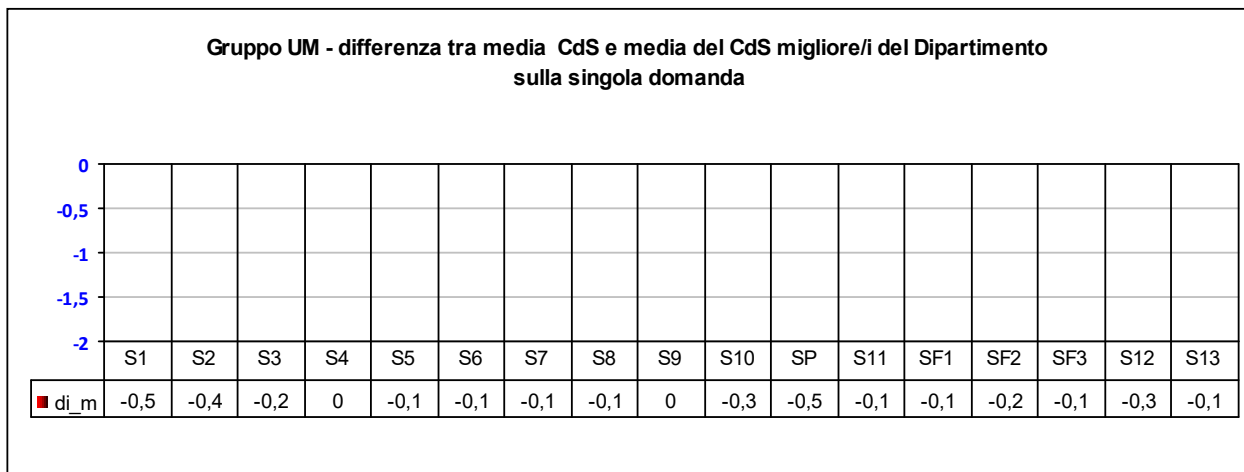 Gruppo UM - differenza tra media CdS e media del CdS migliore/i del Dipartimento
sulla singola domanda
0
-0,5
-1
-1,5
-2
S1 S2 S3 S4 S5 S6 S7 S8 S9 S10 SP S11 SF1 SF2 SF3 S12 S13
di_m -0,5 -0,4 -0,2 0 -0,1 -0,1 -0,1 -0,1 0 -0,3 -0,5 -0,1 -0,1 -0,2 -0,1 -0,3 -0,1